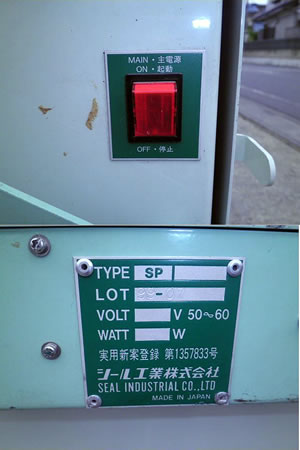 MAIN・主電源
ON・起動
OFF・停止
TYPE SP
LOT
VOLT V 50～60
WATT W
実用新案登録 第1357833号
シール工業株式会社
SEAL INDUSTRIAL CO.,LTD
MADE IN JAPAN